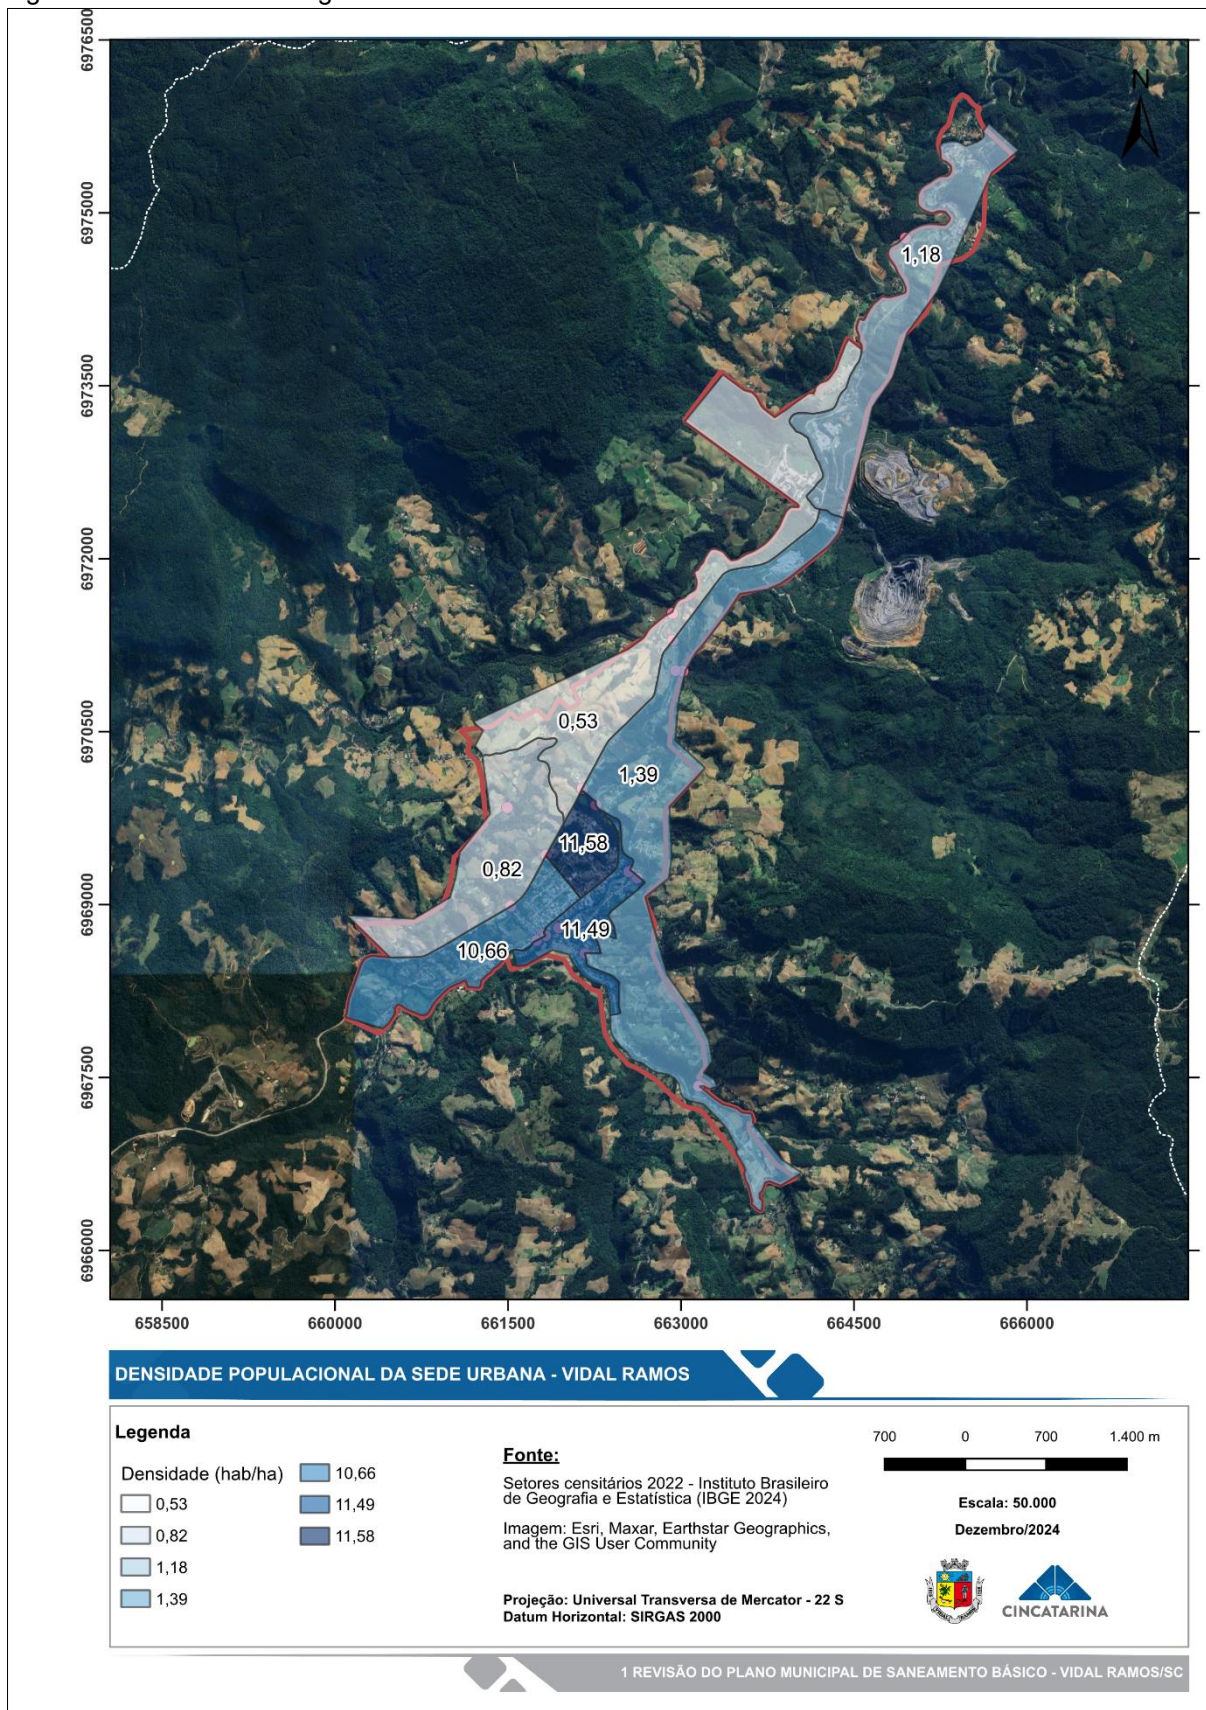 6976500
6975000
6973500
6972000
6970500
6969000
6967500
6966000
N
1,18
0,53
1,39
11,58
0,82
11,49
10,66
658500
660000
661500
663000
664500
666000
DENSIDADE POPULACIONAL DA SEDE URBANA - VIDAL RAMOS
Legenda
Densidade (hab/ha)
0,53
0,82
1,18
1,39
10,66
11,49
11,58
Fonte:
Setores censitários 2022 - Instituto Brasileiro
de Geografia e Estatística (IBGE 2024)
Imagem: Esri, Maxar, Earthstar Geographics,
and the GIS User Community
Projeção: Universal Transversa de Mercator - 22 S
Datum Horizontal: SIRGAS 2000
700 0 700 1.400 m
Escala: 50.000
Dezembro/2024
CINCATARINA
1 REVISÃO DO PLANO MUNICIPAL DE SANEAMENTO BÁSICO - VIDAL RAMOS/SC